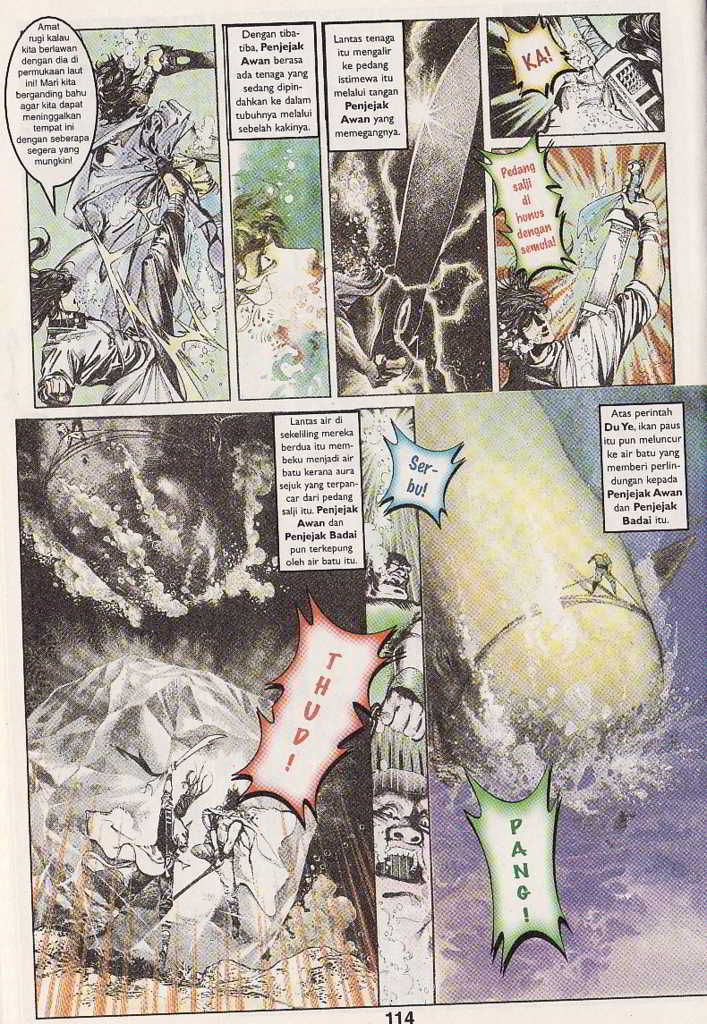 Amat
rugi kalau
kita berlawan
dengan dia di
permukaan laut
ini! Mari kita
berganding bahu
agar kita dapat
meninggalkan
tempat ini
dengan seberapa
segera yang
mungkin!
Dengan tiba-
tiba, Penjejak
Awan berasa
ada tenaga yang
sedang dipin-
dahkan ke dalam
tubuhnya melalui
sebelah kakinya.
Lantas tenaga
itu mengalir
ke pedang
istimewa itu
melalui tangan
Penjejak
Awan yang
memegangnya.
KA!
Pedang
salji
di
hunus
dengan
semula!
Lantas air di
sekeliling mereka
berdua itu mem-
beku menjadi air
batu kerana aura
sejuk yang terpan-
car dari pedang
salji itu. Penjejak
Awan dan
Penjejak Badai
pun terkepung
oleh air batu itu.
THUD!
Ser-
bu!
Atas perintah
Du Ye, ikan paus
itu pun meluncur
ke air batu yang
memberi perlin-
dungan kepada
Penjejak Awan
dan Penjejak
Badai itu.
PANG!
114